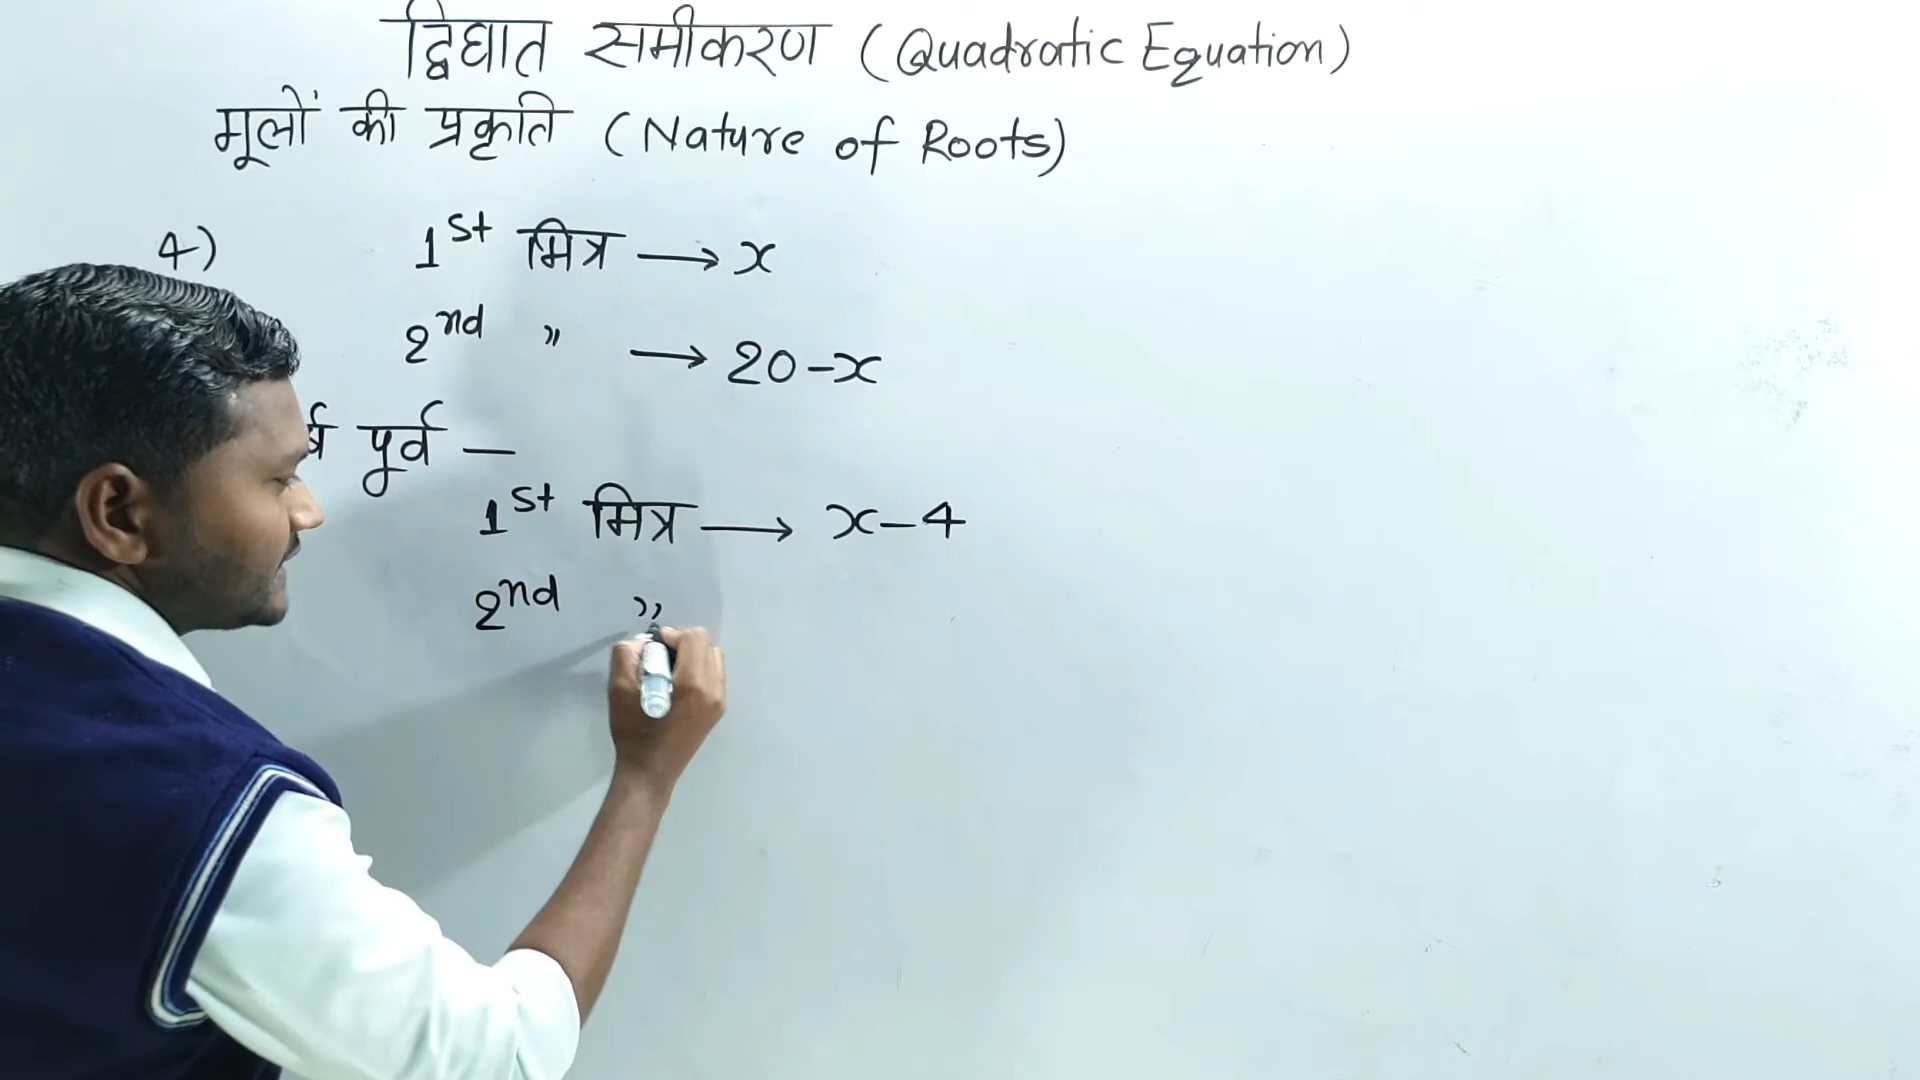 द्विघात समीकरण (Quadratic Equation)
मूलों की प्रकृति (Nature of Roots)
4) 1st मित्र → x
2nd " → 20-x
पूर्व —
1st मित्र → x-4
2nd "